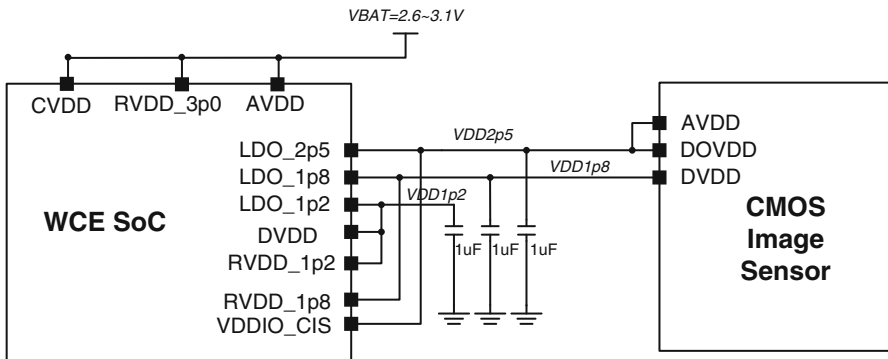 VBAT=2.6~3.1V
CVDD RVDD_3p0 AVDD
LDO_2p5
LDO_1p8
LDO_1p2
DVDD
RVDD_1p2
RVDD_1p8
VDDIO_CIS
WCE SoC
VDD2p5
VDD1p8
VDD1p2
1uF 1uF 1uF
AVDD
DOVDD
DVDD
CMOS
Image
Sensor